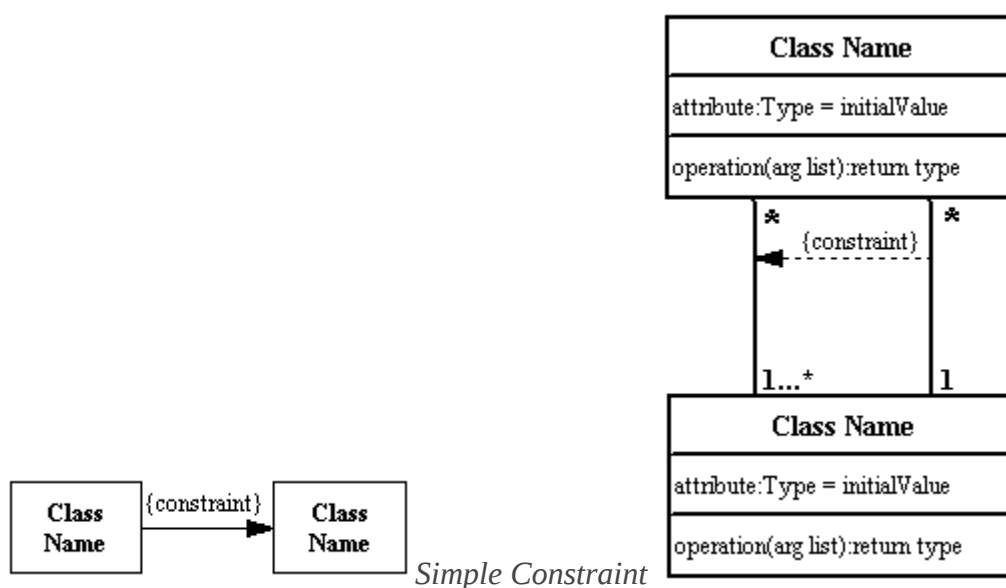 Class Name
attribute:Type = initialValue
operation(arg list):return type
* *
{constraint}
1...* 1
Class Name
attribute:Type = initialValue
operation(arg list):return type
Class
Name
{constraint}
Class
Name
Simple Constraint